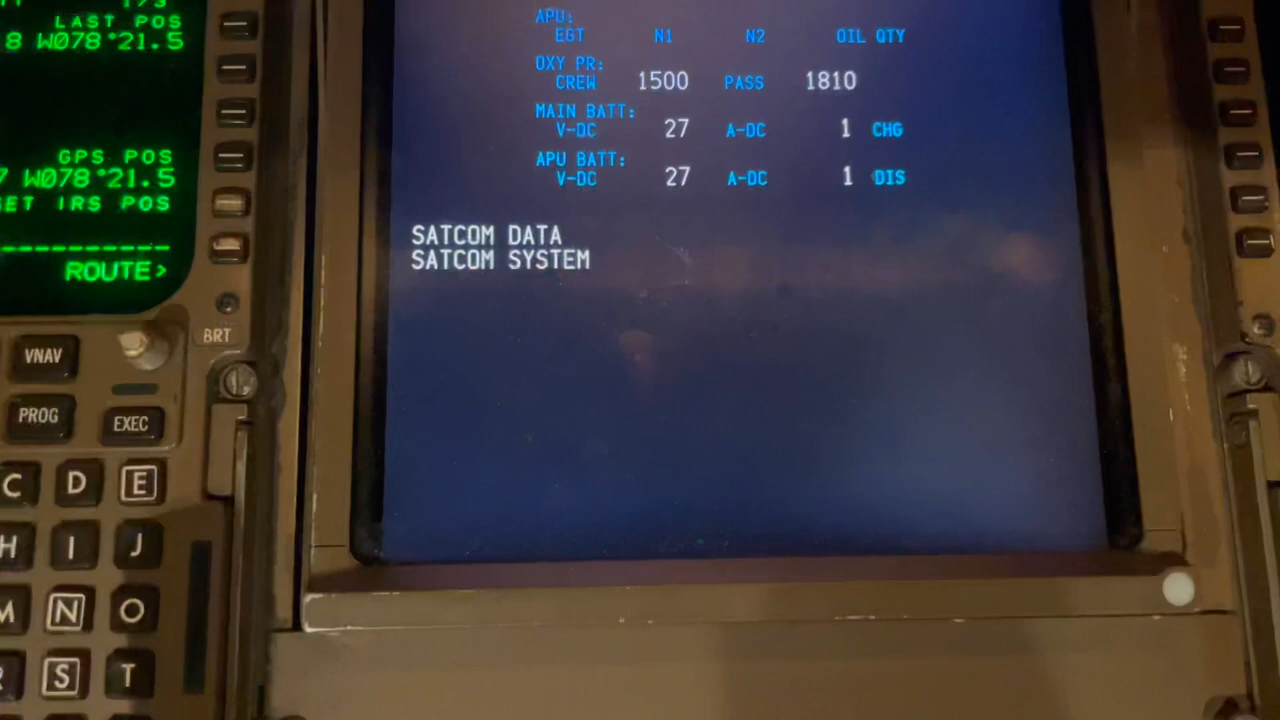 LAST POS
8 W078°21.5
GPS POS
7 W078°21.5
SET IRS POS
ROUTE>
BRT
VNAV
PROG
EXEC
C D E
H I J
M N O
R S T
APU:
EGT N1 N2 OIL QTY
OXY PR:
CREW 1500 PASS 1810
MAIN BATT:
V-DC 27 A-DC 1 CHG
APU BATT:
V-DC 27 A-DC 1 DIS
SATCOM DATA
SATCOM SYSTEM